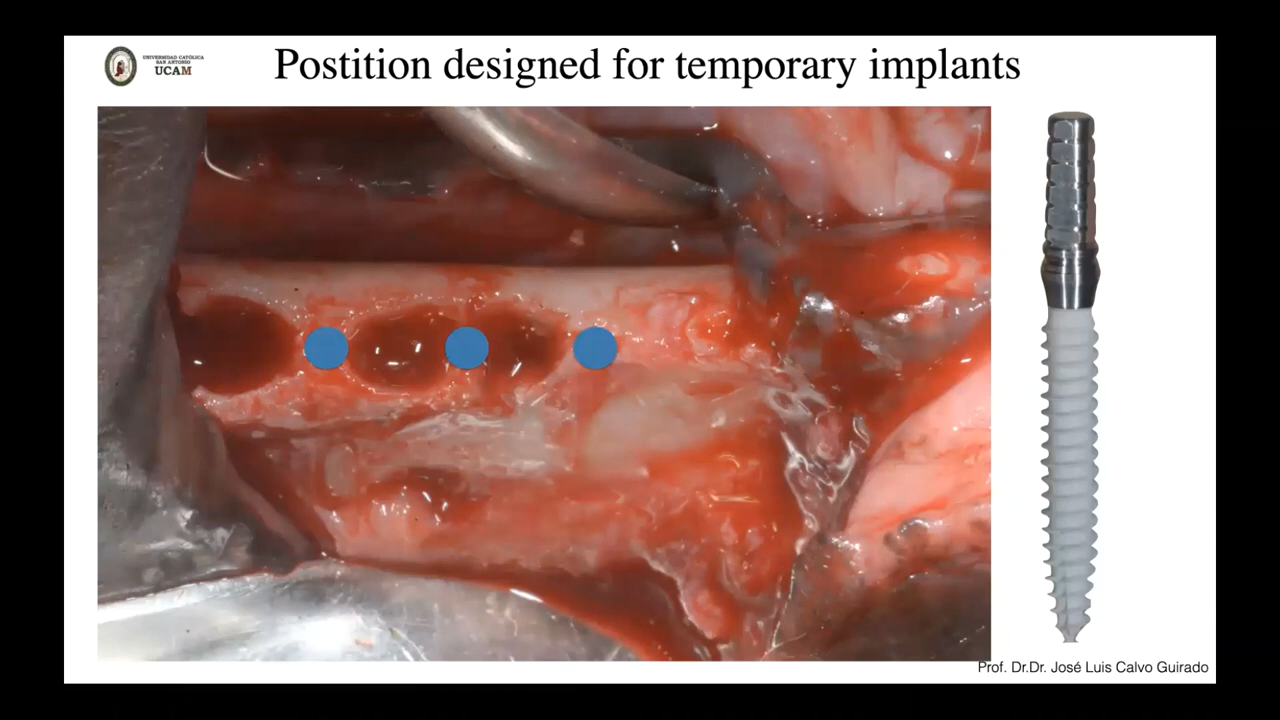 UNIVERSIDAD CATÓLICA
SAN ANTONIO
UCAM
Postition designed for temporary implants
Prof. Dr.Dr. José Luis Calvo Guirado